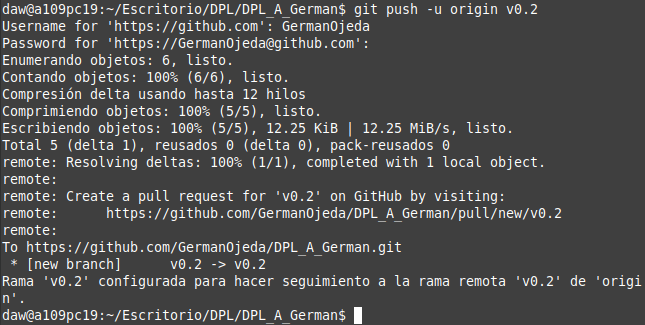 daw@a109pc19:~/Escritorio/DPL/DPL_A_German$ git push -u origin v0.2
Username for 'https://github.com': GermanOjeda
Password for 'https://GermanOjeda@github.com':
Enumerando objetos: 6, listo.
Contando objetos: 100% (6/6), listo.
Compresión delta usando hasta 12 hilos
Comprimiendo objetos: 100% (5/5), listo.
Escribiendo objetos: 100% (5/5), 12.25 KiB | 12.25 MiB/s, listo.
Total 5 (delta 1), reusados 0 (delta 0), pack-reusados 0
remote: Resolving deltas: 100% (1/1), completed with 1 local object.
remote:
remote: Create a pull request for 'v0.2' on GitHub by visiting:
remote:      https://github.com/GermanOjeda/DPL_A_German/pull/new/v0.2
remote:
To https://github.com/GermanOjeda/DPL_A_German.git
 * [new branch]      v0.2 -> v0.2
Rama 'v0.2' configurada para hacer seguimiento a la rama remota 'v0.2' de 'origi
n'.
daw@a109pc19:~/Escritorio/DPL/DPL_A_German$